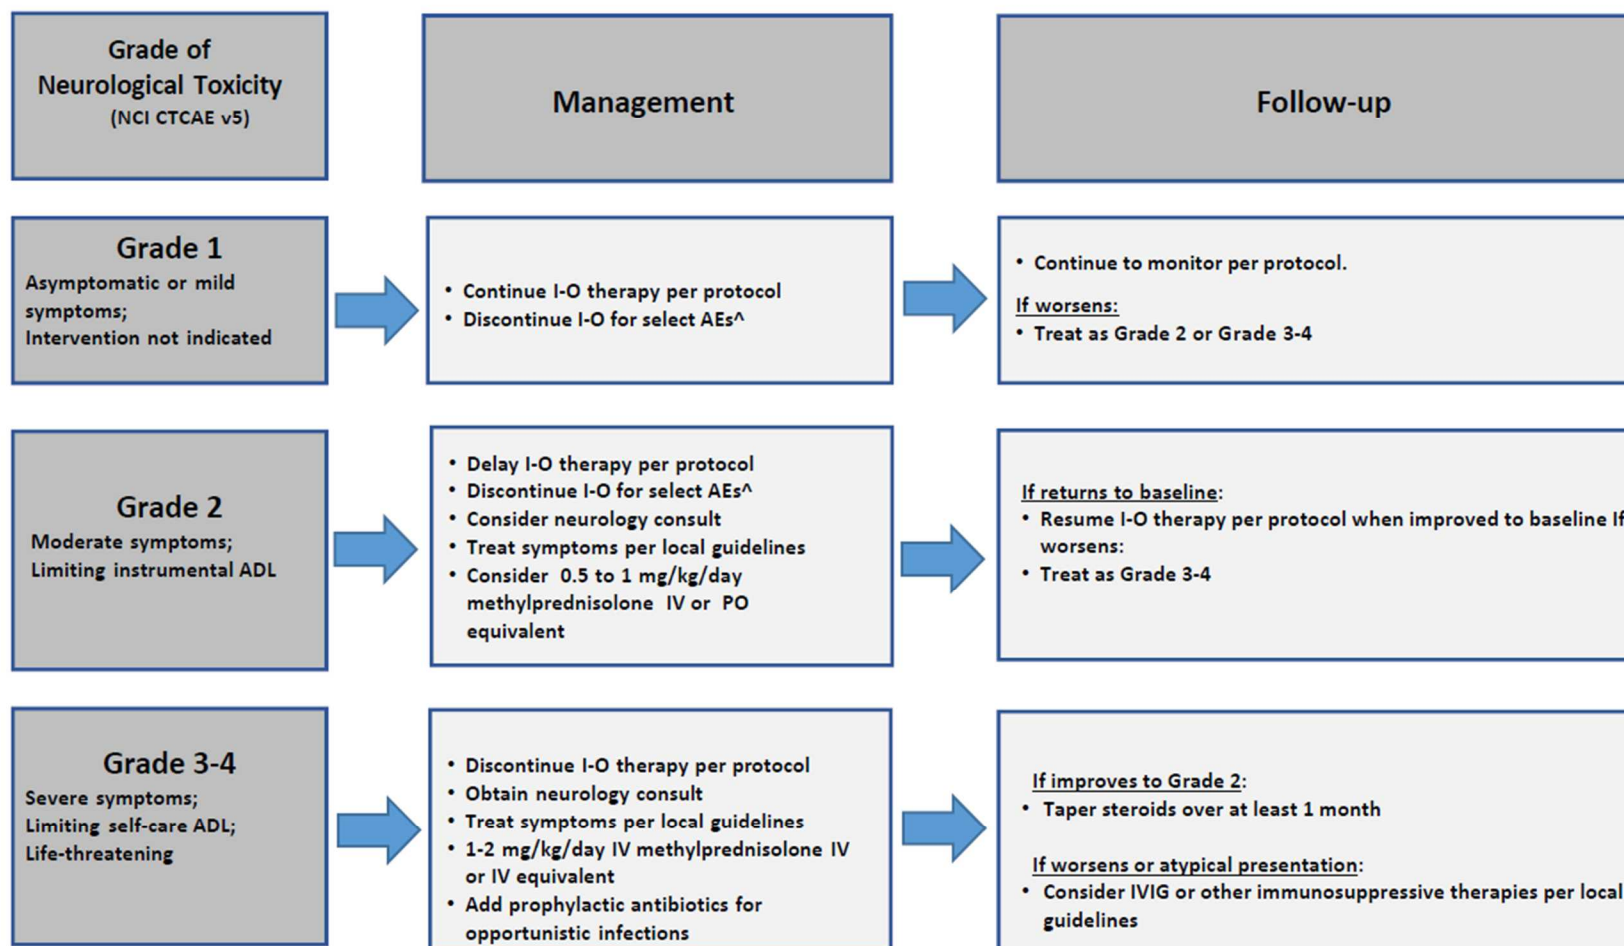 Grade of
Neurological Toxicity
(NCI CTCAE v5)
Management
Follow-up
Grade 1
Asymptomatic or mild
symptoms;
Intervention not indicated
• Continue I-O therapy per protocol
• Discontinue I-O for select AEs^
• Continue to monitor per protocol.
If worsens:
• Treat as Grade 2 or Grade 3-4
Grade 2
Moderate symptoms;
Limiting instrumental ADL
• Delay I-O therapy per protocol
• Discontinue I-O for select AEs^
• Consider neurology consult
• Treat symptoms per local guidelines
• Consider 0.5 to 1 mg/kg/day
methylprednisolone IV or PO
equivalent
If returns to baseline:
• Resume I-O therapy per protocol when improved to baseline If
worsens:
• Treat as Grade 3-4
Grade 3-4
Severe symptoms;
Limiting self-care ADL;
Life-threatening
• Discontinue I-O therapy per protocol
• Obtain neurology consult
• Treat symptoms per local guidelines
• 1-2 mg/kg/day IV methylprednisolone IV
or IV equivalent
• Add prophylactic antibiotics for
opportunistic infections
If improves to Grade 2:
• Taper steroids over at least 1 month
If worsens or atypical presentation:
• Consider IVIG or other immunosuppressive therapies per local
guidelines